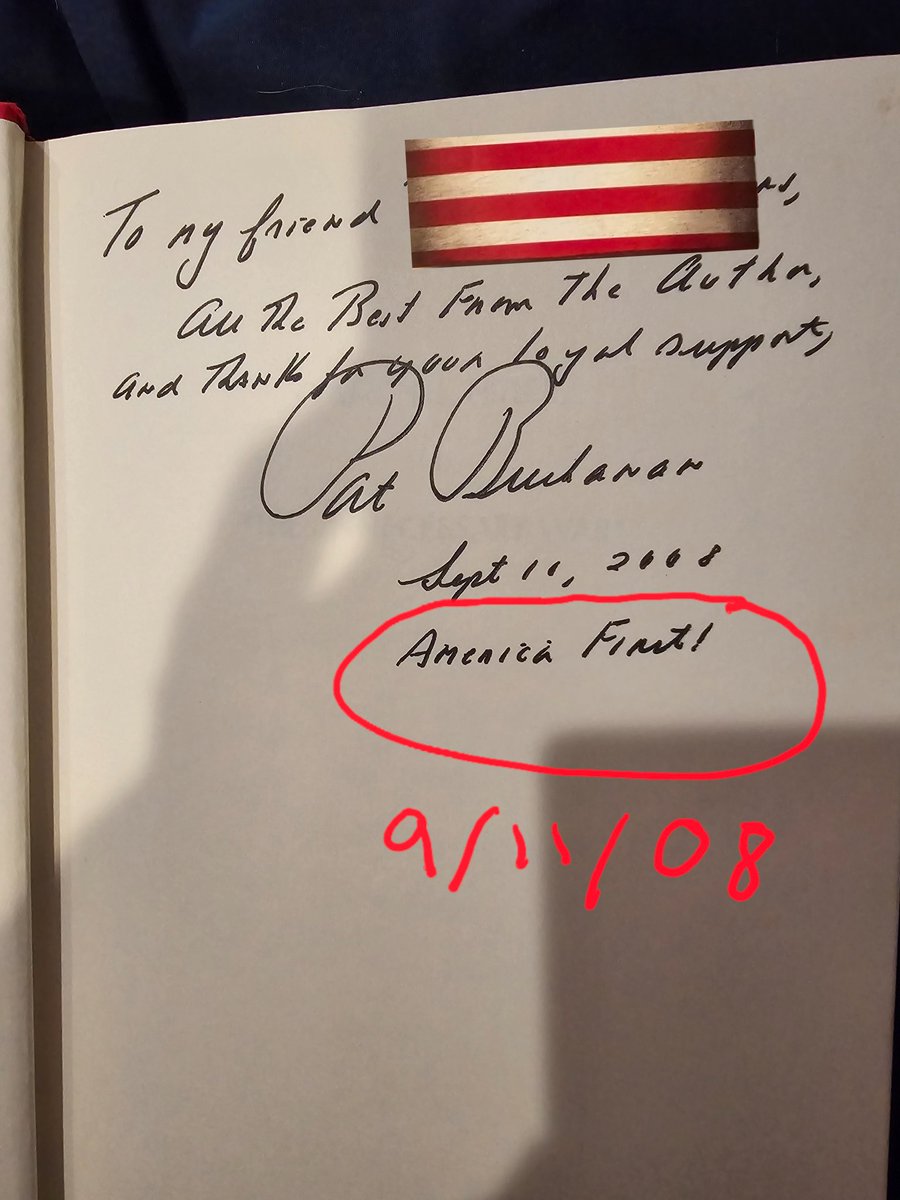 To my friend
All The Best From The Author,
and Thanks for your loyal support,
Pat Buchanan
Sept 11, 2008
America First!
9/11/08